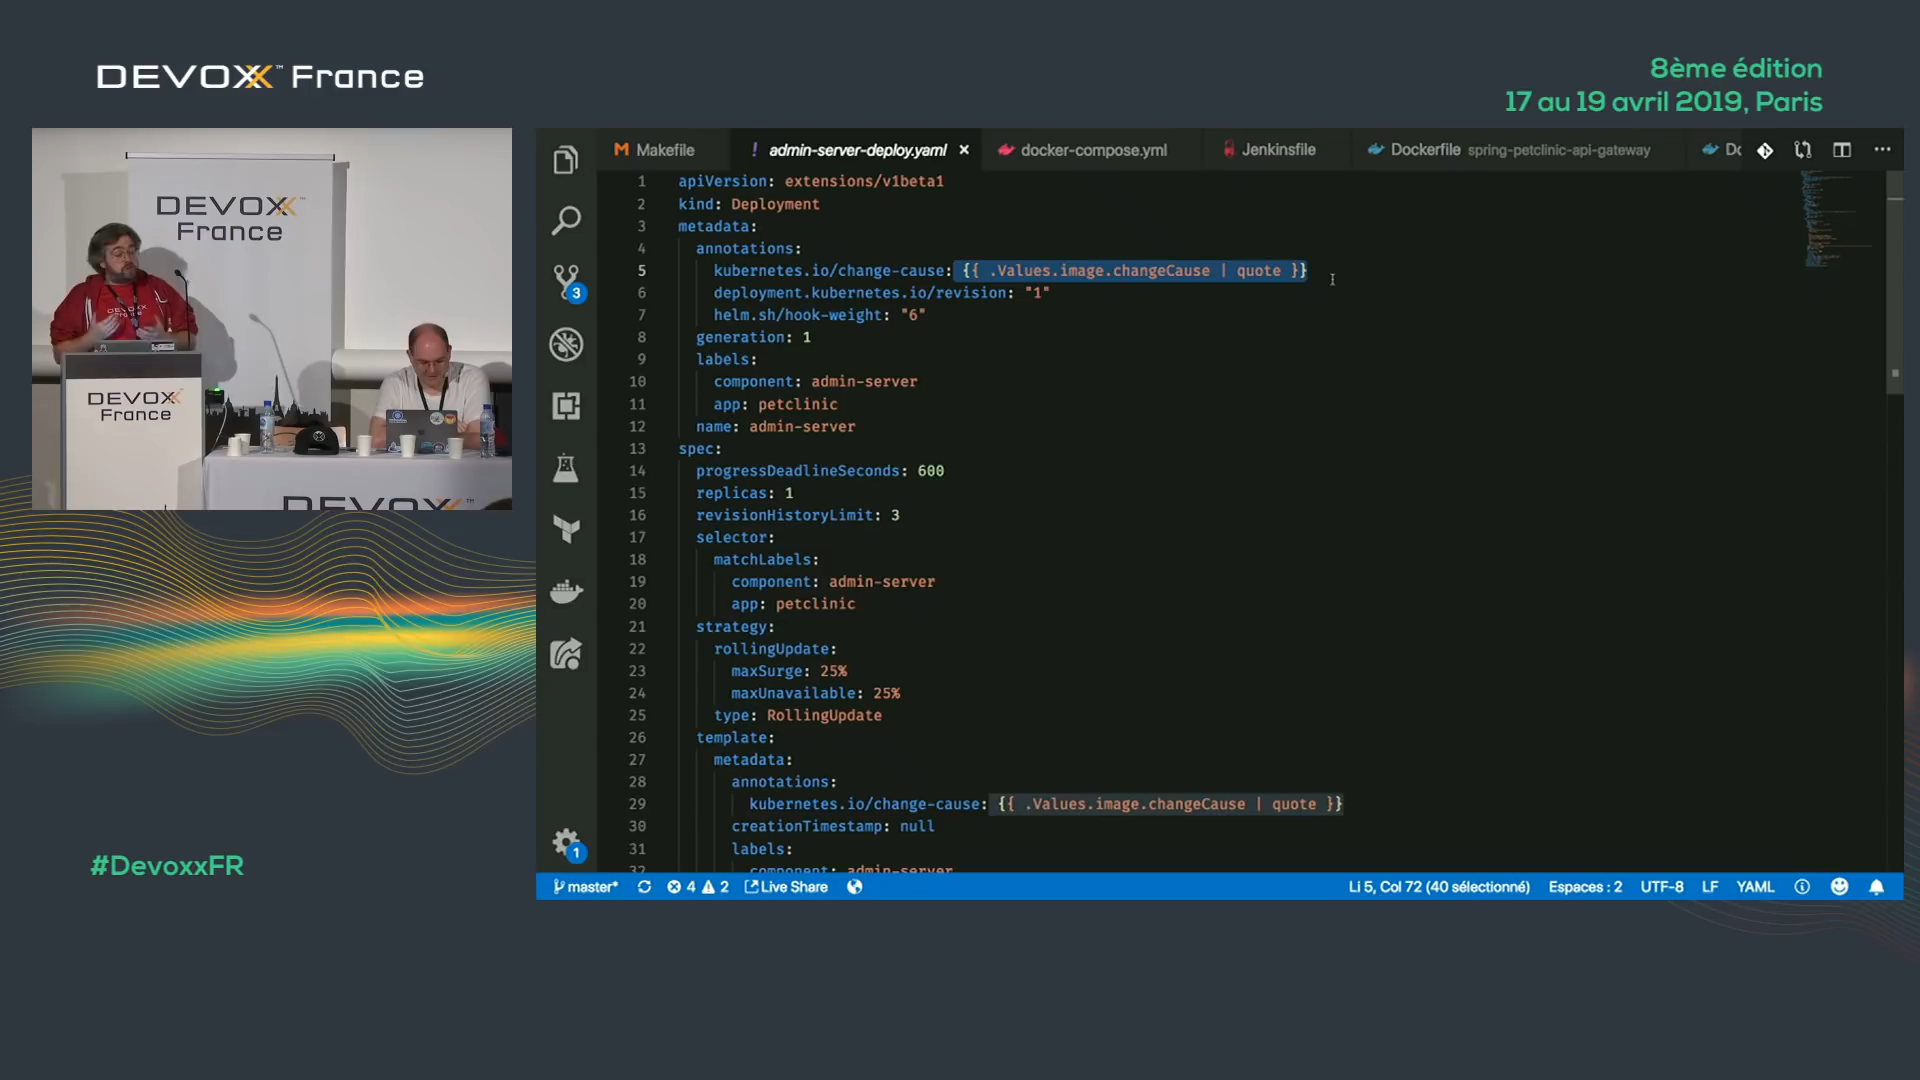 DEVOXX™ France
8ème édition
17 au 19 avril 2019, Paris
DEVOXX™
France
DEVOXX
France
DEVOXX™
#DevoxxFR
Makefile
admin-server-deploy.yaml
docker-compose.yml
Jenkinsfile
Dockerfile spring-petclinic-api-gateway
1 apiVersion: extensions/v1beta1
2 kind: Deployment
3 metadata:
4 annotations:
5 kubernetes.io/change-cause: {{ .Values.image.changeCause | quote }}
6 deployment.kubernetes.io/revision: "1"
7 helm.sh/hook-weight: "6"
8 generation: 1
9 labels:
10 component: admin-server
11 app: petclinic
12 name: admin-server
13 spec:
14 progressDeadlineSeconds: 600
15 replicas: 1
16 revisionHistoryLimit: 3
17 selector:
18 matchLabels:
19 component: admin-server
20 app: petclinic
21 strategy:
22 rollingUpdate:
23 maxSurge: 25%
24 maxUnavailable: 25%
25 type: RollingUpdate
26 template:
27 metadata:
28 annotations:
29 kubernetes.io/change-cause: {{ .Values.image.changeCause | quote }}
30 creationTimestamp: null
31 labels:
32 component: admin-server
3
1
master* 4 2 Live Share
Li 5, Col 72 (40 sélectionné) Espaces : 2 UTF-8 LF YAML